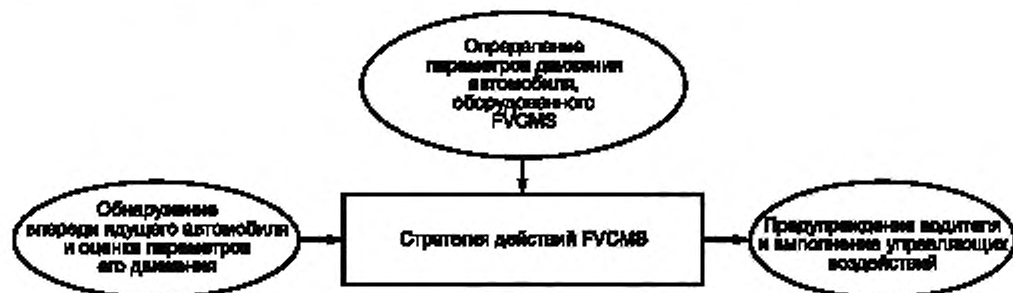 Определение
параметров движения
автомобиля,
оборудованного
FVCMS
Обнаружение
впереди идущего автомобиля
и оценка параметров
его движения
Стратегия действий FVCMS
Предупреждение водителя
и выполнение управляющих
воздействий